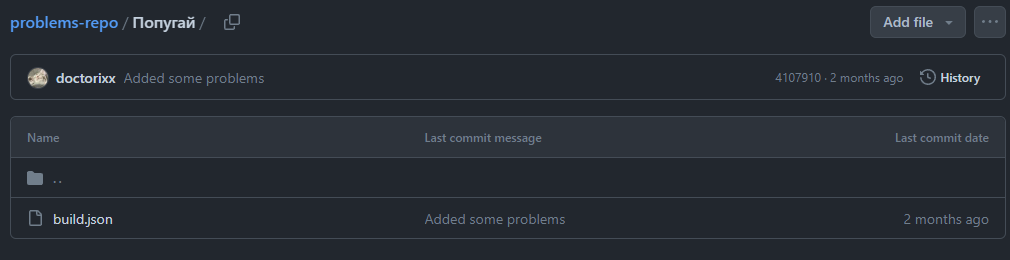 problems-repo / Попугай /
Add file
...
doctorixx Added some problems 4107910 · 2 months ago History
Name Last commit message Last commit date
..
build.json Added some problems 2 months ago